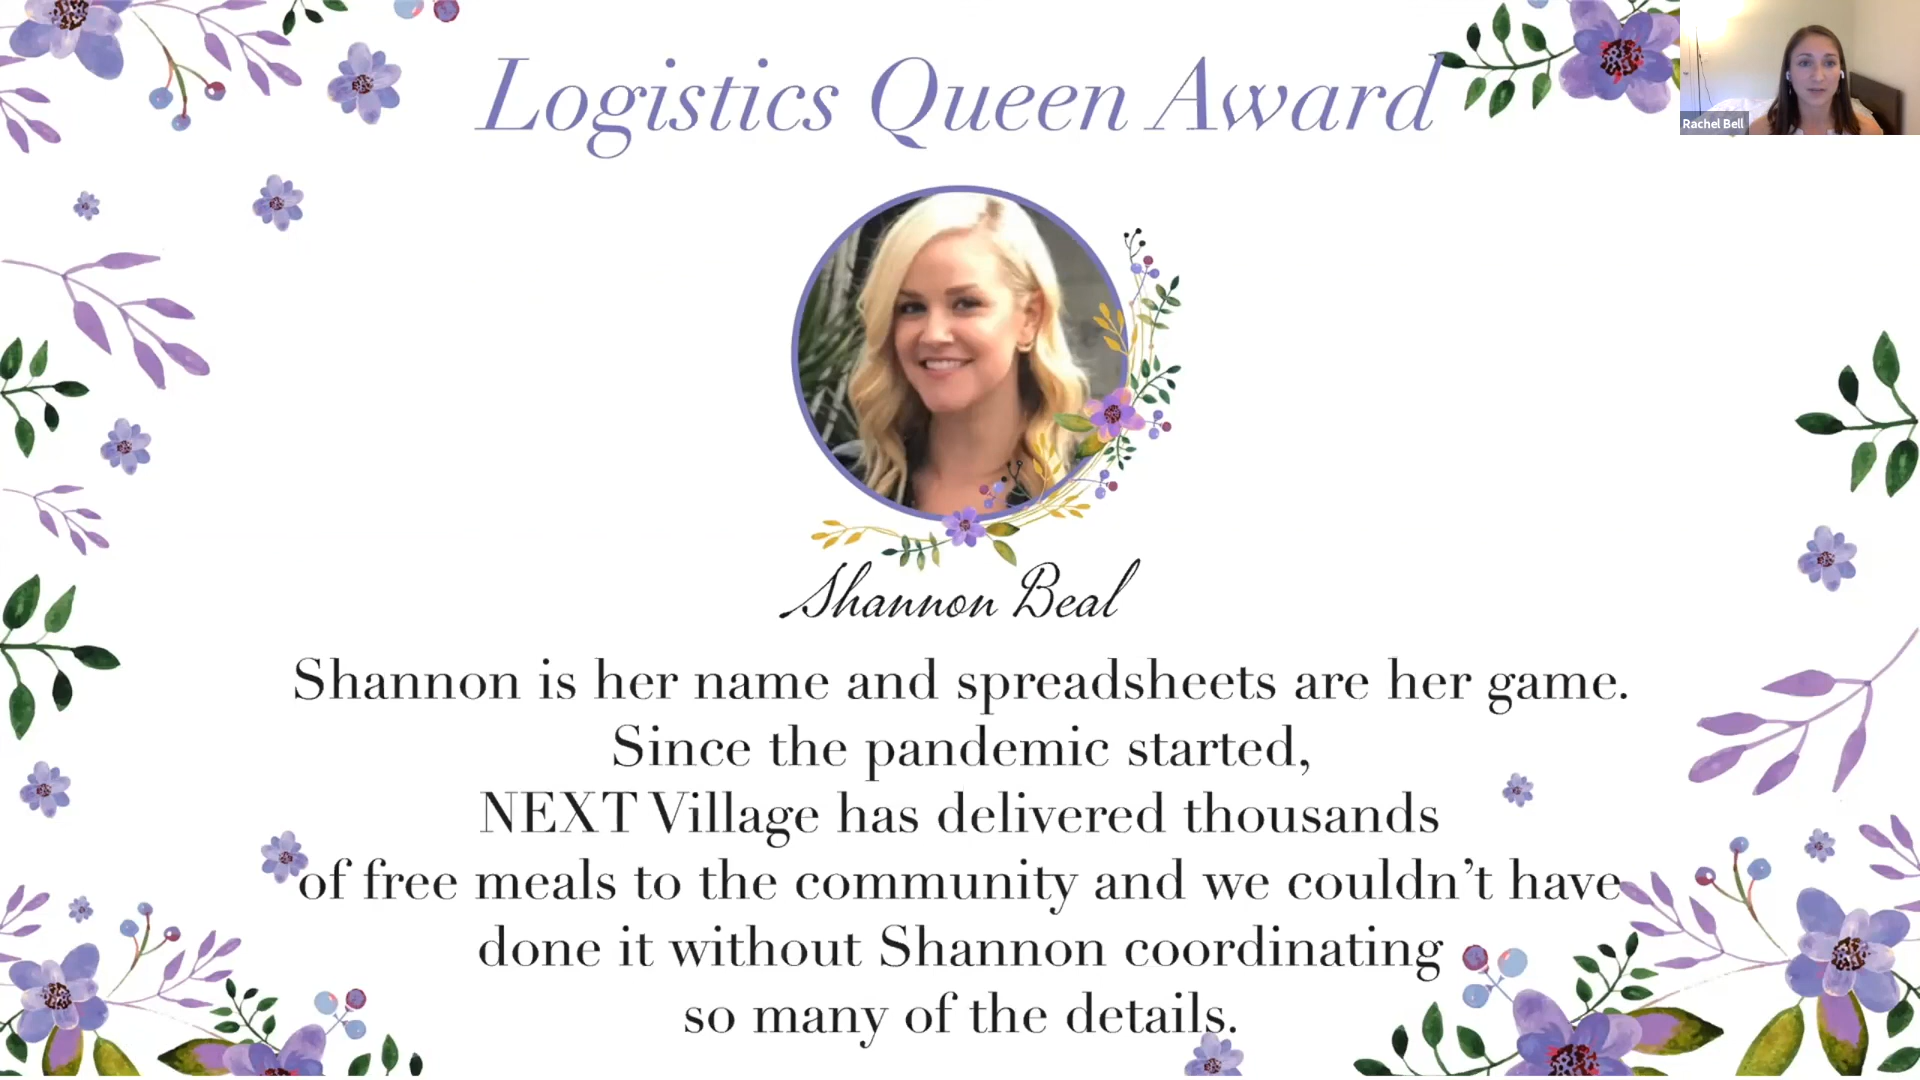 Logistics Queen Award
Rachel Bell
Shannon Beal
Shannon is her name and spreadsheets are her game.
Since the pandemic started,
NEXT Village has delivered thousands
of free meals to the community and we couldn’t have
done it without Shannon coordinating
so many of the details.